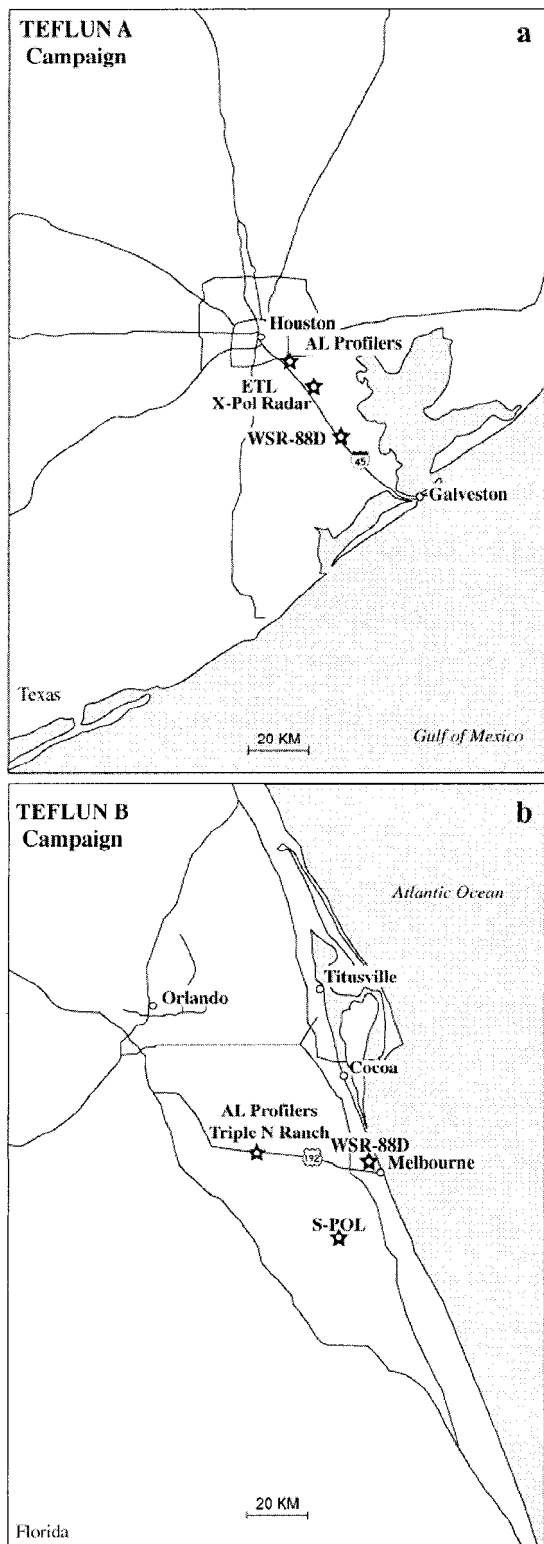 TEFLUN A
Campaign
a
Houston
AL Profilers
ETL
X-Pol Radar
WSR-88D
45
Galveston
Texas
20 KM
Gulf of Mexico
TEFLUN B
Campaign
b
Atlantic Ocean
Titusville
Orlando
Cocoa
AL Profilers
Triple N Ranch
WSR-88D
192
Melbourne
S-POL
20 KM
Florida